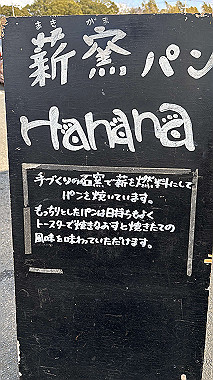 まき がま
薪窯パン
Hanana
手づくりの石窯で薪を燃料にして
パンを焼いています。
もっちりとしたパンは日持ちもよく
トースターで焼きなおすと焼きたての
風味を味わっていただけます。